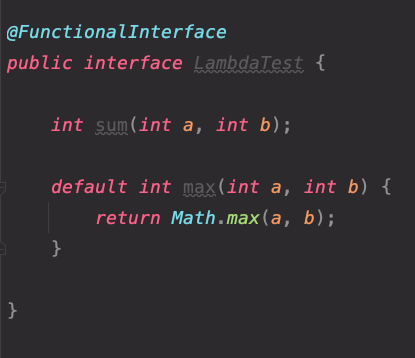 @FunctionalInterface
public interface LambdaTest {
int sum(int a, int b);
default int max(int a, int b) {
return Math.max(a, b);
}
}